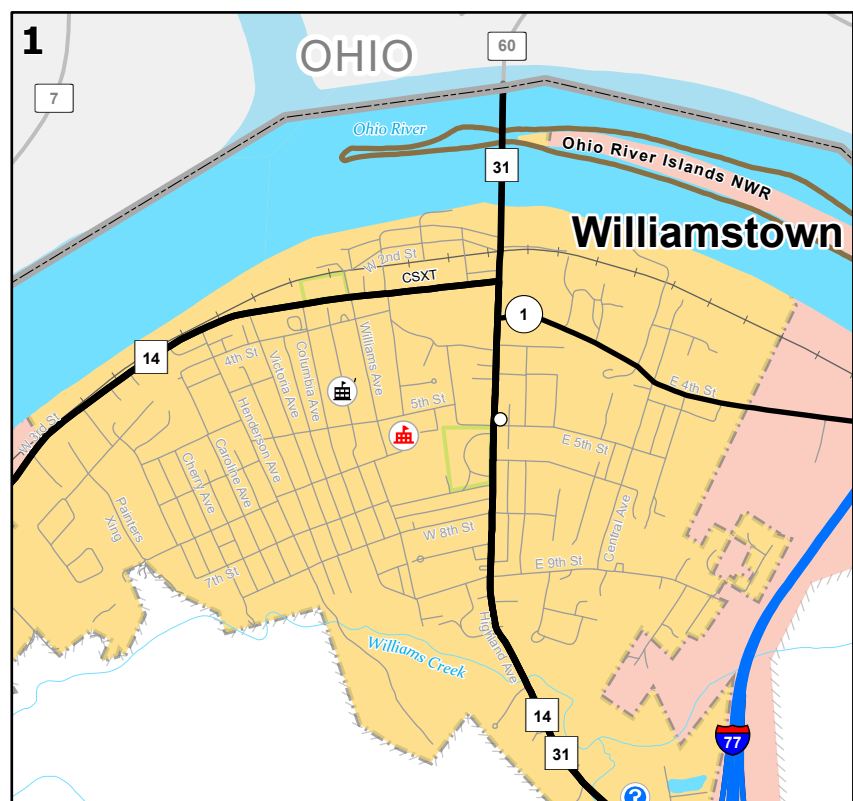 1
OHIO
60
7
Ohio River
31
Ohio River Islands NWR
Williamstown
W 2nd St
CSXT
1
14
4th St
Williams Ave
Columbia Ave
Victoria Ave
E 4th St
5th St
W 3rd St
Henderson Ave
E 5th St
Caroline Ave
Cherry Ave
Central Ave
Painters
Xing
W 8th St
E 9th St
7th St
Highland Ave
Williams Creek
14
31
77
?